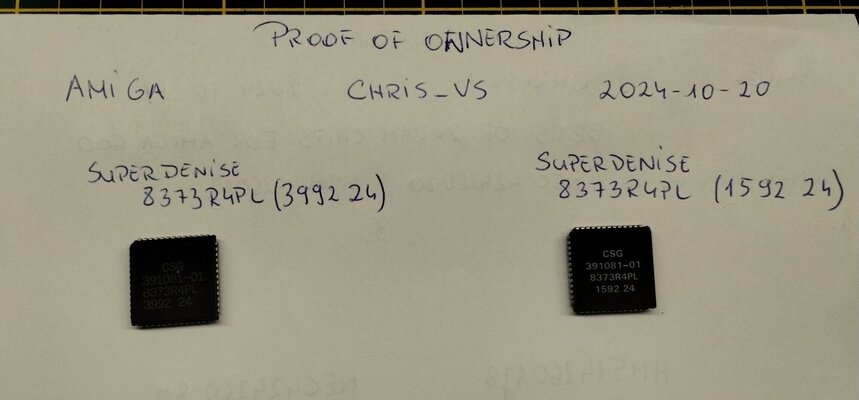 PROOF OF OWNERSHIP
AMIGA CHRIS_VS 2024-10-20
SUPERDENISE
8373R4PL (3992 24)
SUPERDENISE
8373R4PL (1592 24)
CSG
391081-01
8373R4PL
3992 24
CSG
391081-01
8373R4PL
1592 24